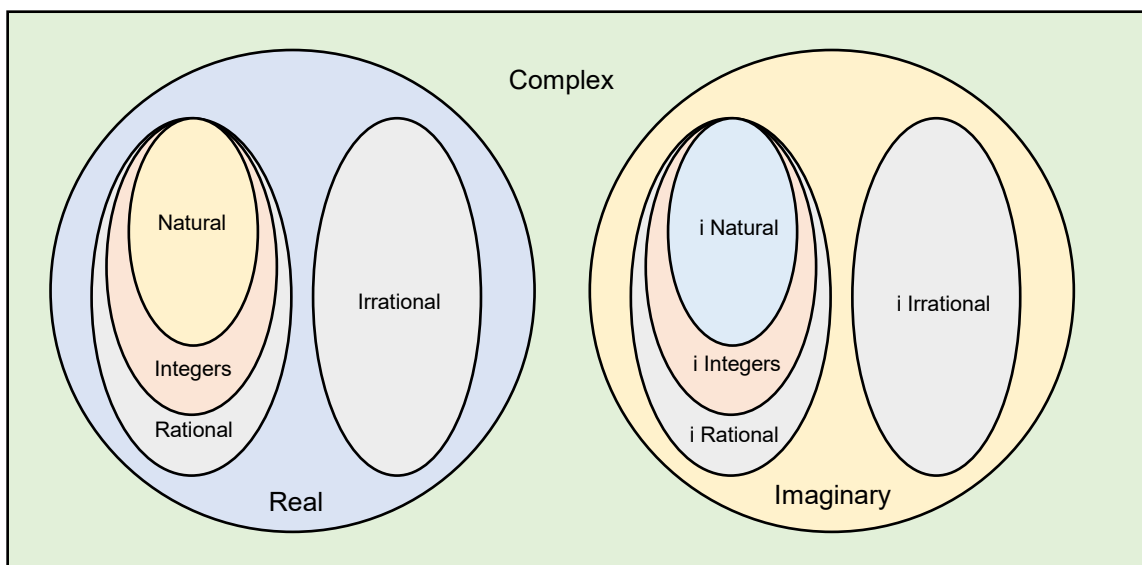 Complex
Natural
Integers
Rational
Irrational
Real
i Natural
i Integers
i Rational
i Irrational
Imaginary